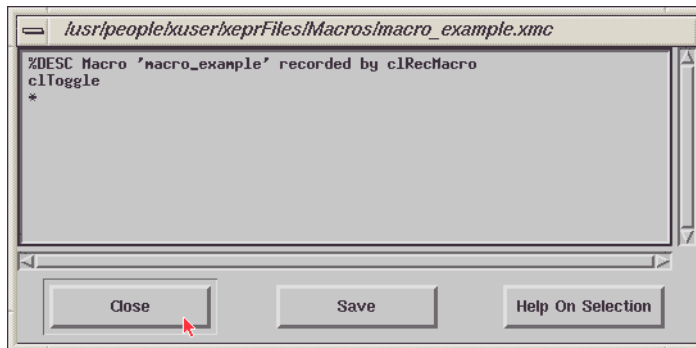 /usr/people/xuser/xeprFiles/Macros/macro_example.xmc
%DESC Macro 'macro_example' recorded by clRecMacro
clToggle
*
Close Save Help On Selection